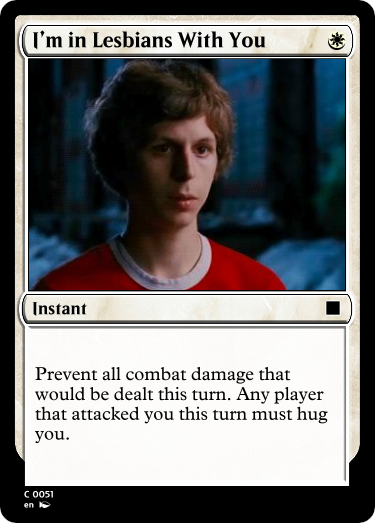 I'm in Lesbians With You
Instant
Prevent all combat damage that
would be dealt this turn. Any player
that attacked you this turn must hug
you.
C 0051
en